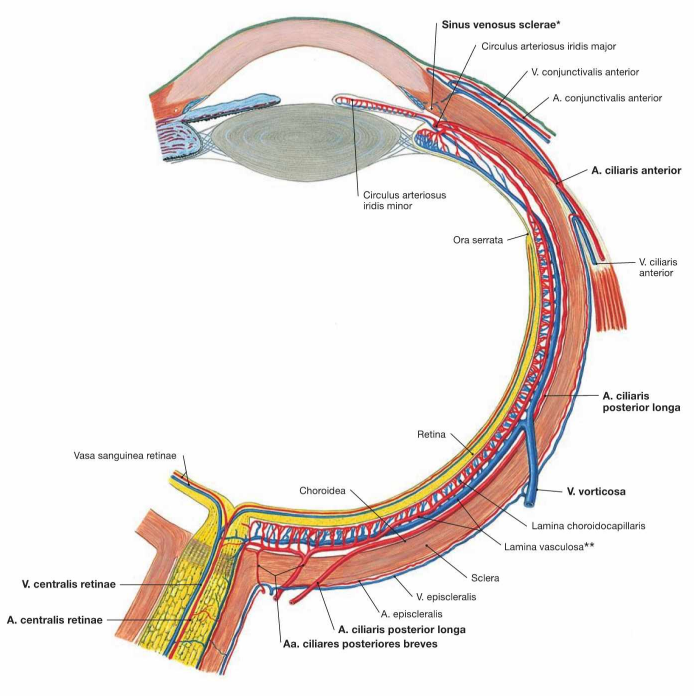 Sinus venosus sclerae*
Circulus arteriosus iridis major
V. conjunctivalis anterior
A. conjunctivalis anterior
A. ciliaris anterior
Circulus arteriosus
iridis minor
Ora serrata
V. ciliaris
anterior
A. ciliaris
posterior longa
Retina
Vasa sanguinea retinae
Choroidea
V. vorticosa
Lamina choroidocapillaris
Lamina vasculosa**
Sclera
V. centralis retinae
V. episcleralis
A. episcleralis
A. centralis retinae
A. ciliaris posterior longa
Aa. ciliares posteriores breves